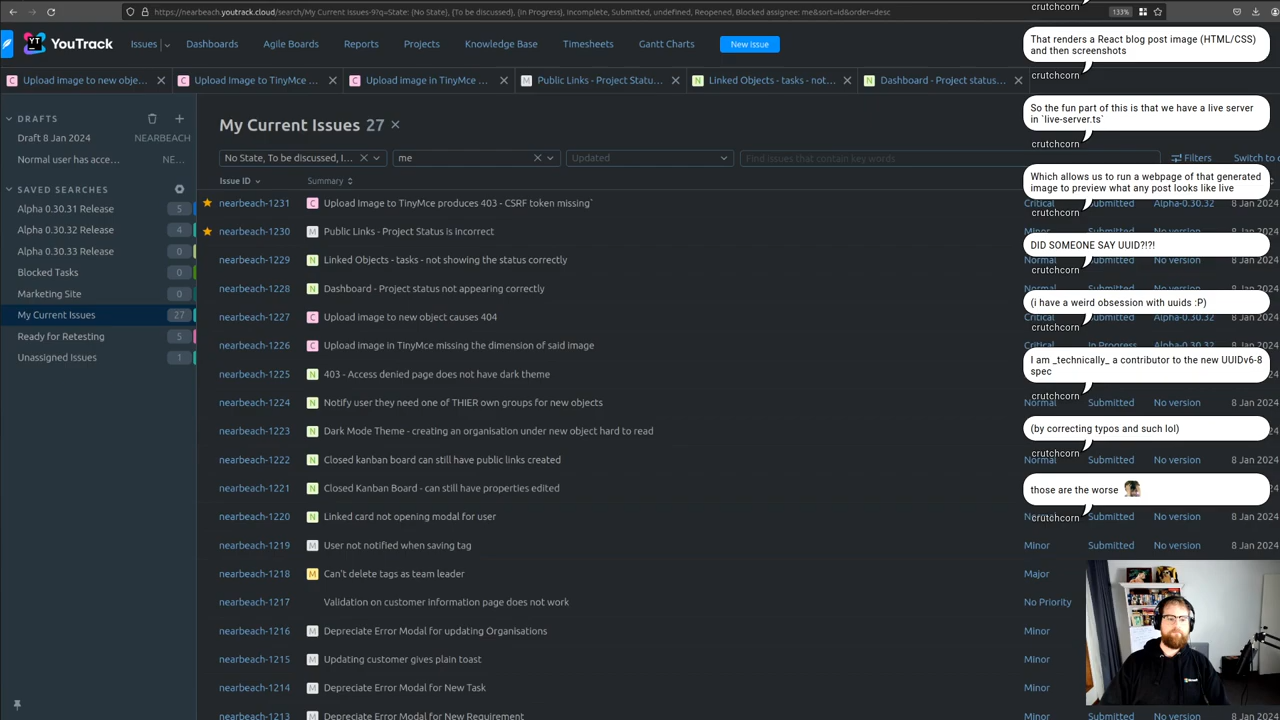 https://nearbeach.youtrack.cloud/search/My Current Issues-9?q=State: {No State}, {To be discussed}, {In Progress}, Incomplete, Submitted, undefined, Reopened, Blocked assignee: me&sort=id&order=desc
133%
YT YouTrack
Issues
Dashboards
Agile Boards
Reports
Projects
Knowledge Base
Timesheets
Gantt Charts
New Issue
C Upload image to new obje...
C Upload Image to TinyMce ...
C Upload image in TinyMce ...
M Public Links - Project Statu...
N Linked Objects - tasks - not...
N Dashboard - Project status...
DRAFTS
Draft 8 Jan 2024 NEARBEACH
Normal user has acce... NE...
SAVED SEARCHES
Alpha 0.30.31 Release 5
Alpha 0.30.32 Release 4
Alpha 0.30.33 Release 0
Blocked Tasks 0
Marketing Site 0
My Current Issues 27
Ready for Retesting 5
Unassigned Issues 1
My Current Issues 27
No State, To be discussed, I...
me
Updated
Find issues that contain key words
Filters
Switch to
Issue ID Summary
nearbeach-1231 C Upload Image to TinyMce produces 403 - CSRF token missing` Critical Submitted Alpha-0.30.32 8 Jan 2024
nearbeach-1230 M Public Links - Project Status is incorrect Minor
nearbeach-1229 N Linked Objects - tasks - not showing the status correctly Normal Submitted No version 8 Jan 2024
nearbeach-1228 N Dashboard - Project status not appearing correctly Normal Submitted No version 8 Jan 2024
nearbeach-1227 C Upload image to new object causes 404 Critical Submitted Alpha-0.30.32 8 Jan 2024
nearbeach-1226 C Upload image in TinyMce missing the dimension of said image Critical In Progress Alpha-0.30.32 8 Jan 2024
nearbeach-1225 N 403 - access denied page does not have dark theme
nearbeach-1224 N Notify user they need one of THIER own groups for new objects Normal Submitted No version 8 Jan 2024
nearbeach-1223 N Dark Mode Theme - creating an organisation under new object hard to read
nearbeach-1222 N Closed kanban board can still have public links created Normal Submitted No version 8 Jan 2024
nearbeach-1221 N Closed Kanban Board - can still have properties edited
nearbeach-1220 N Linked card reopening modal for user Normal Submitted No version 8 Jan 2024
nearbeach-1219 M User not notified when saving tag Minor Submitted No version 8 Jan 2024
nearbeach-1218 M Can't delete tags as team leader Major
nearbeach-1217 Validation on customer information page does not work No Priority
nearbeach-1216 M Depreciate Error Modal for updating Organisations Minor
nearbeach-1215 M Updating customer gives plain toast Minor
nearbeach-1214 M Depreciate Error Modal for New Task Minor
nearbeach-1213 M Depreciate Error Modal for New Requirement Minor
crutchcorn
That renders a React blog post image (HTML/CSS)
and then screenshots
crutchcorn
So the fun part of this is that we have a live server
in `live-server.ts`
crutchcorn
Which allows us to run a webpage of that generated
image to preview what any post looks like live
crutchcorn
DID SOMEONE SAY UUID?!?!
crutchcorn
(i have a weird obsession with uuids :P)
crutchcorn
I am _technically_ a contributor to the new UUIDv6-8
spec
crutchcorn
(by correcting typos and such lol)
crutchcorn
those are the worse
crutchcorn